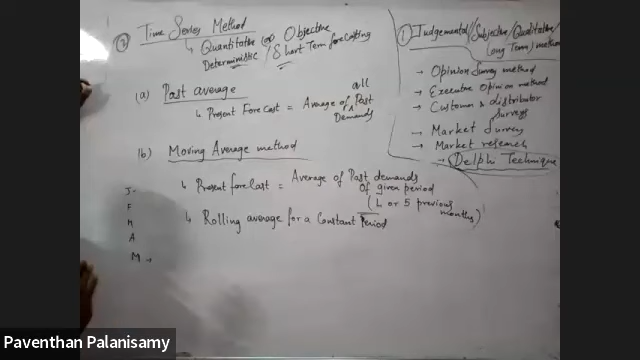 ② Time Series Method
↳ Quantitative (or) Objective
Deterministic / Short Term forecasting
(a) Past average
↳ Present Forecast = Average of all Past
Demands
(b) Moving Average method
↳ Present forecast = Average of Past demands
of given period
(4 or 5 previous
months)
↳ Rolling average for a Constant Period
J -
F
M
A
M →
① Judgemental / Subjective / Qualitative /
Long Term) method
→ Opinion Survey method
→ Executive Opinion method
→ Customer & distributor
Surveys
→ Market Survey
→ Market research
→ Delphi Technique
Paventhan Palanisamy